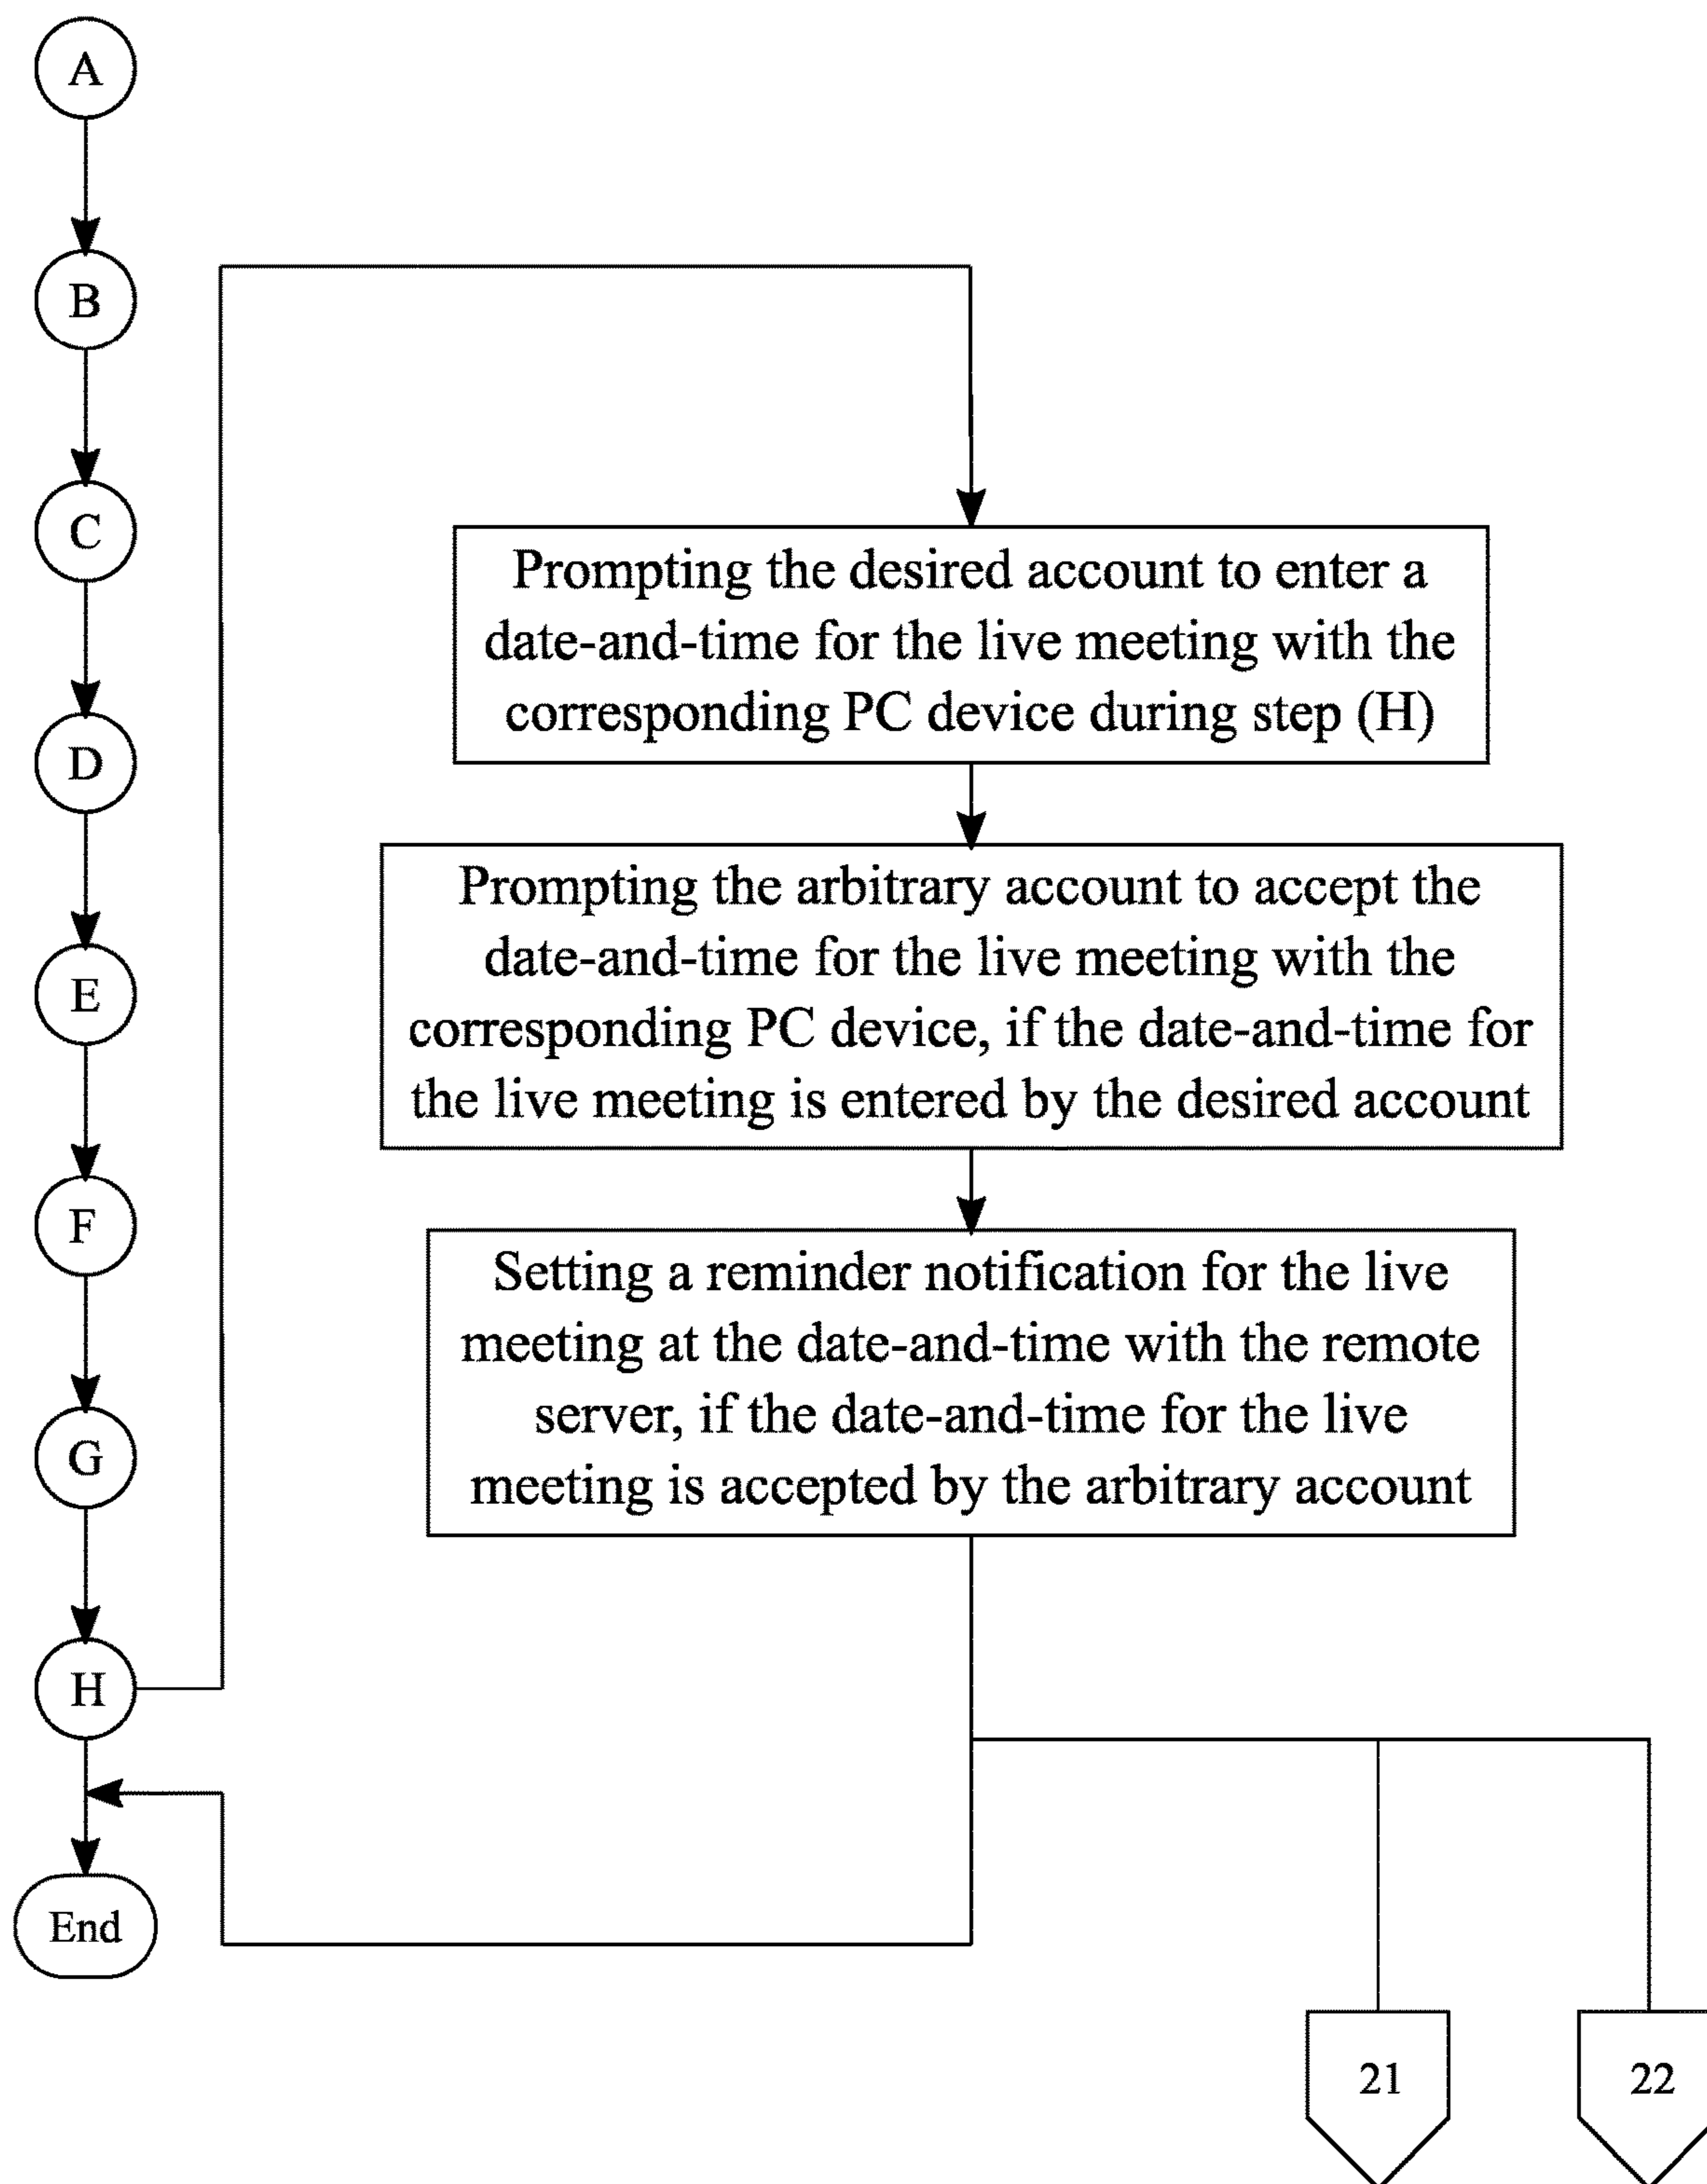 A
B
C
D
E
F
G
H
End
Prompting the desired account to enter a
date-and-time for the live meeting with the
corresponding PC device during step (H)
Prompting the arbitrary account to accept the
date-and-time for the live meeting with the
corresponding PC device, if the date-and-time for
the live meeting is entered by the desired account
Setting a reminder notification for the live
meeting at the date-and-time with the remote
server, if the date-and-time for the live
meeting is accepted by the arbitrary account
21
22